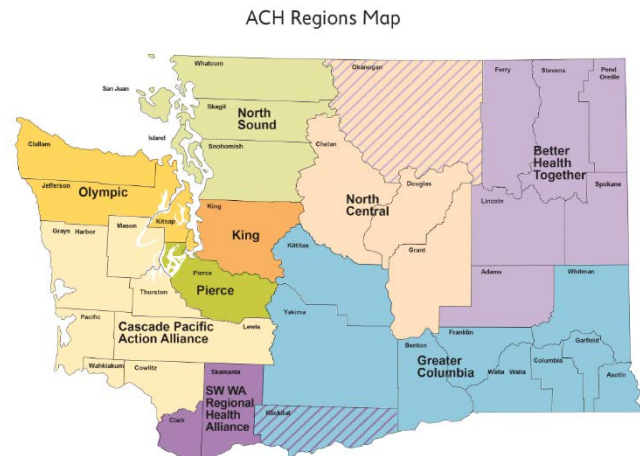 ACH Regions Map
Whatcom
San Juan
Skagit
North
Sound
Island
Snohomish
Okanogan
Ferry
Stevens
Pend
Oreille
Better
Health
Together
Spokane
Lincoln
Adams
Whitman
Clallam
Jefferson
Olympic
Kitsap
Mason
Grays Harbor
King
King
Chelan
Douglas
North
Central
Grant
Kittitas
Pierce
Pierce
Thurston
Pacific
Cascade Pacific
Action Alliance
Lewis
Wahkiakum
Cowlitz
Skamania
SW WA
Regional
Health
Alliance
Clark
Yakima
Klickitat
Benton
Franklin
Greater
Columbia
Walla Walla
Columbia
Garfield
Asotin